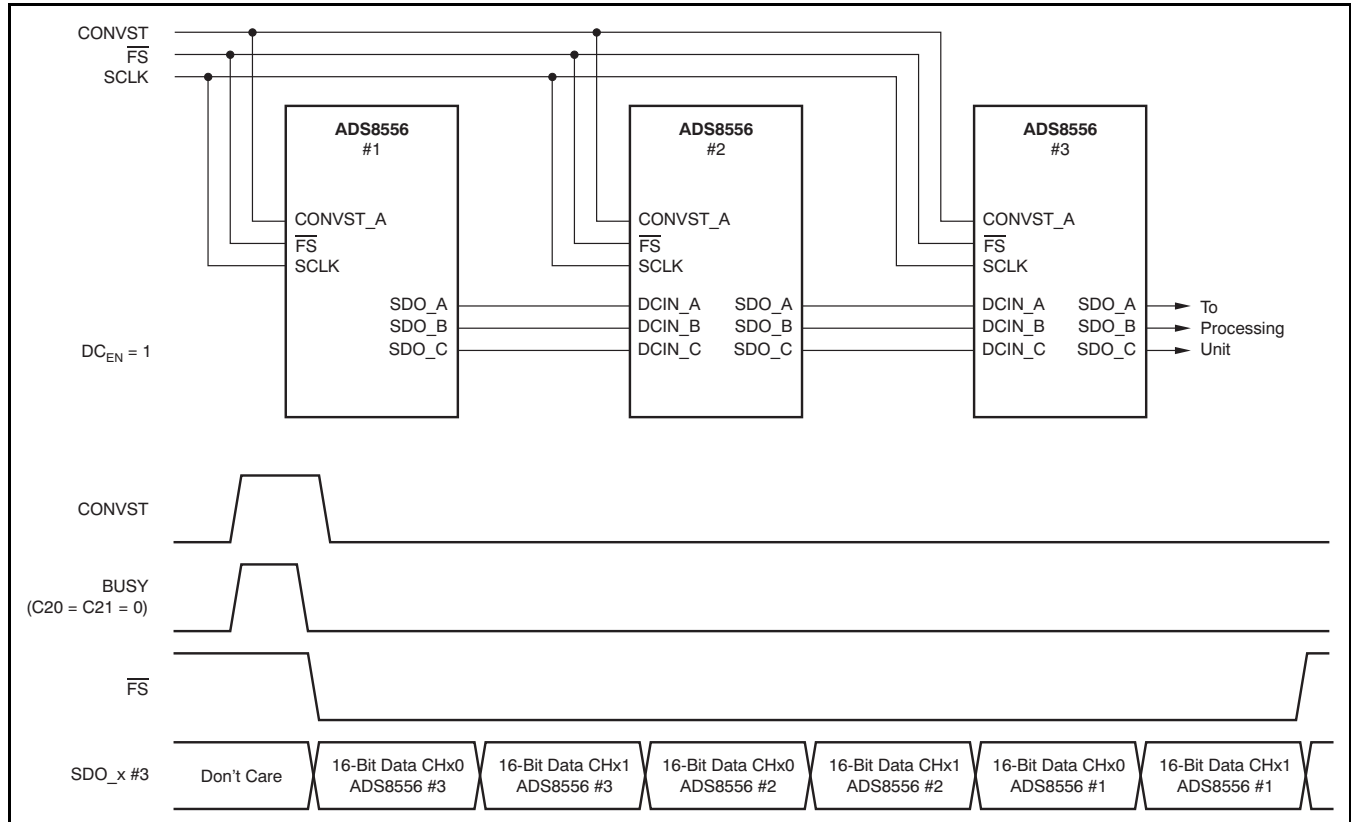 CONVST
FS
SCLK
ADS8556
#1
ADS8556
#2
ADS8556
#3
CONVST_A
FS
SCLK
CONVST_A
FS
SCLK
CONVST_A
FS
SCLK
SDO_A
SDO_B
SDO_C
DCIN_A SDO_A
DCIN_B SDO_B
DCIN_C SDO_C
DCIN_A SDO_A
DCIN_B SDO_B
DCIN_C SDO_C
To
Processing
Unit
DCEN = 1
CONVST
BUSY
(C20 = C21 = 0)
FS
SDO_x #3
Don't Care
16-Bit Data CHx0
ADS8556 #3
16-Bit Data CHx1
ADS8556 #3
16-Bit Data CHx0
ADS8556 #2
16-Bit Data CHx1
ADS8556 #2
16-Bit Data CHx0
ADS8556 #1
16-Bit Data CHx1
ADS8556 #1